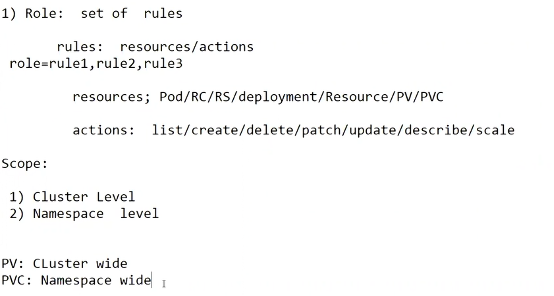 1) Role:  set of  rules
rules:  resources/actions
role=rule1,rule2,rule3
resources; Pod/RC/RS/deployment/Resource/PV/PVC
actions:  list/create/delete/patch/update/describe/scale
Scope:
1) Cluster Level
2) Namespace  level
PV: CLuster wide
PVC: Namespace wide